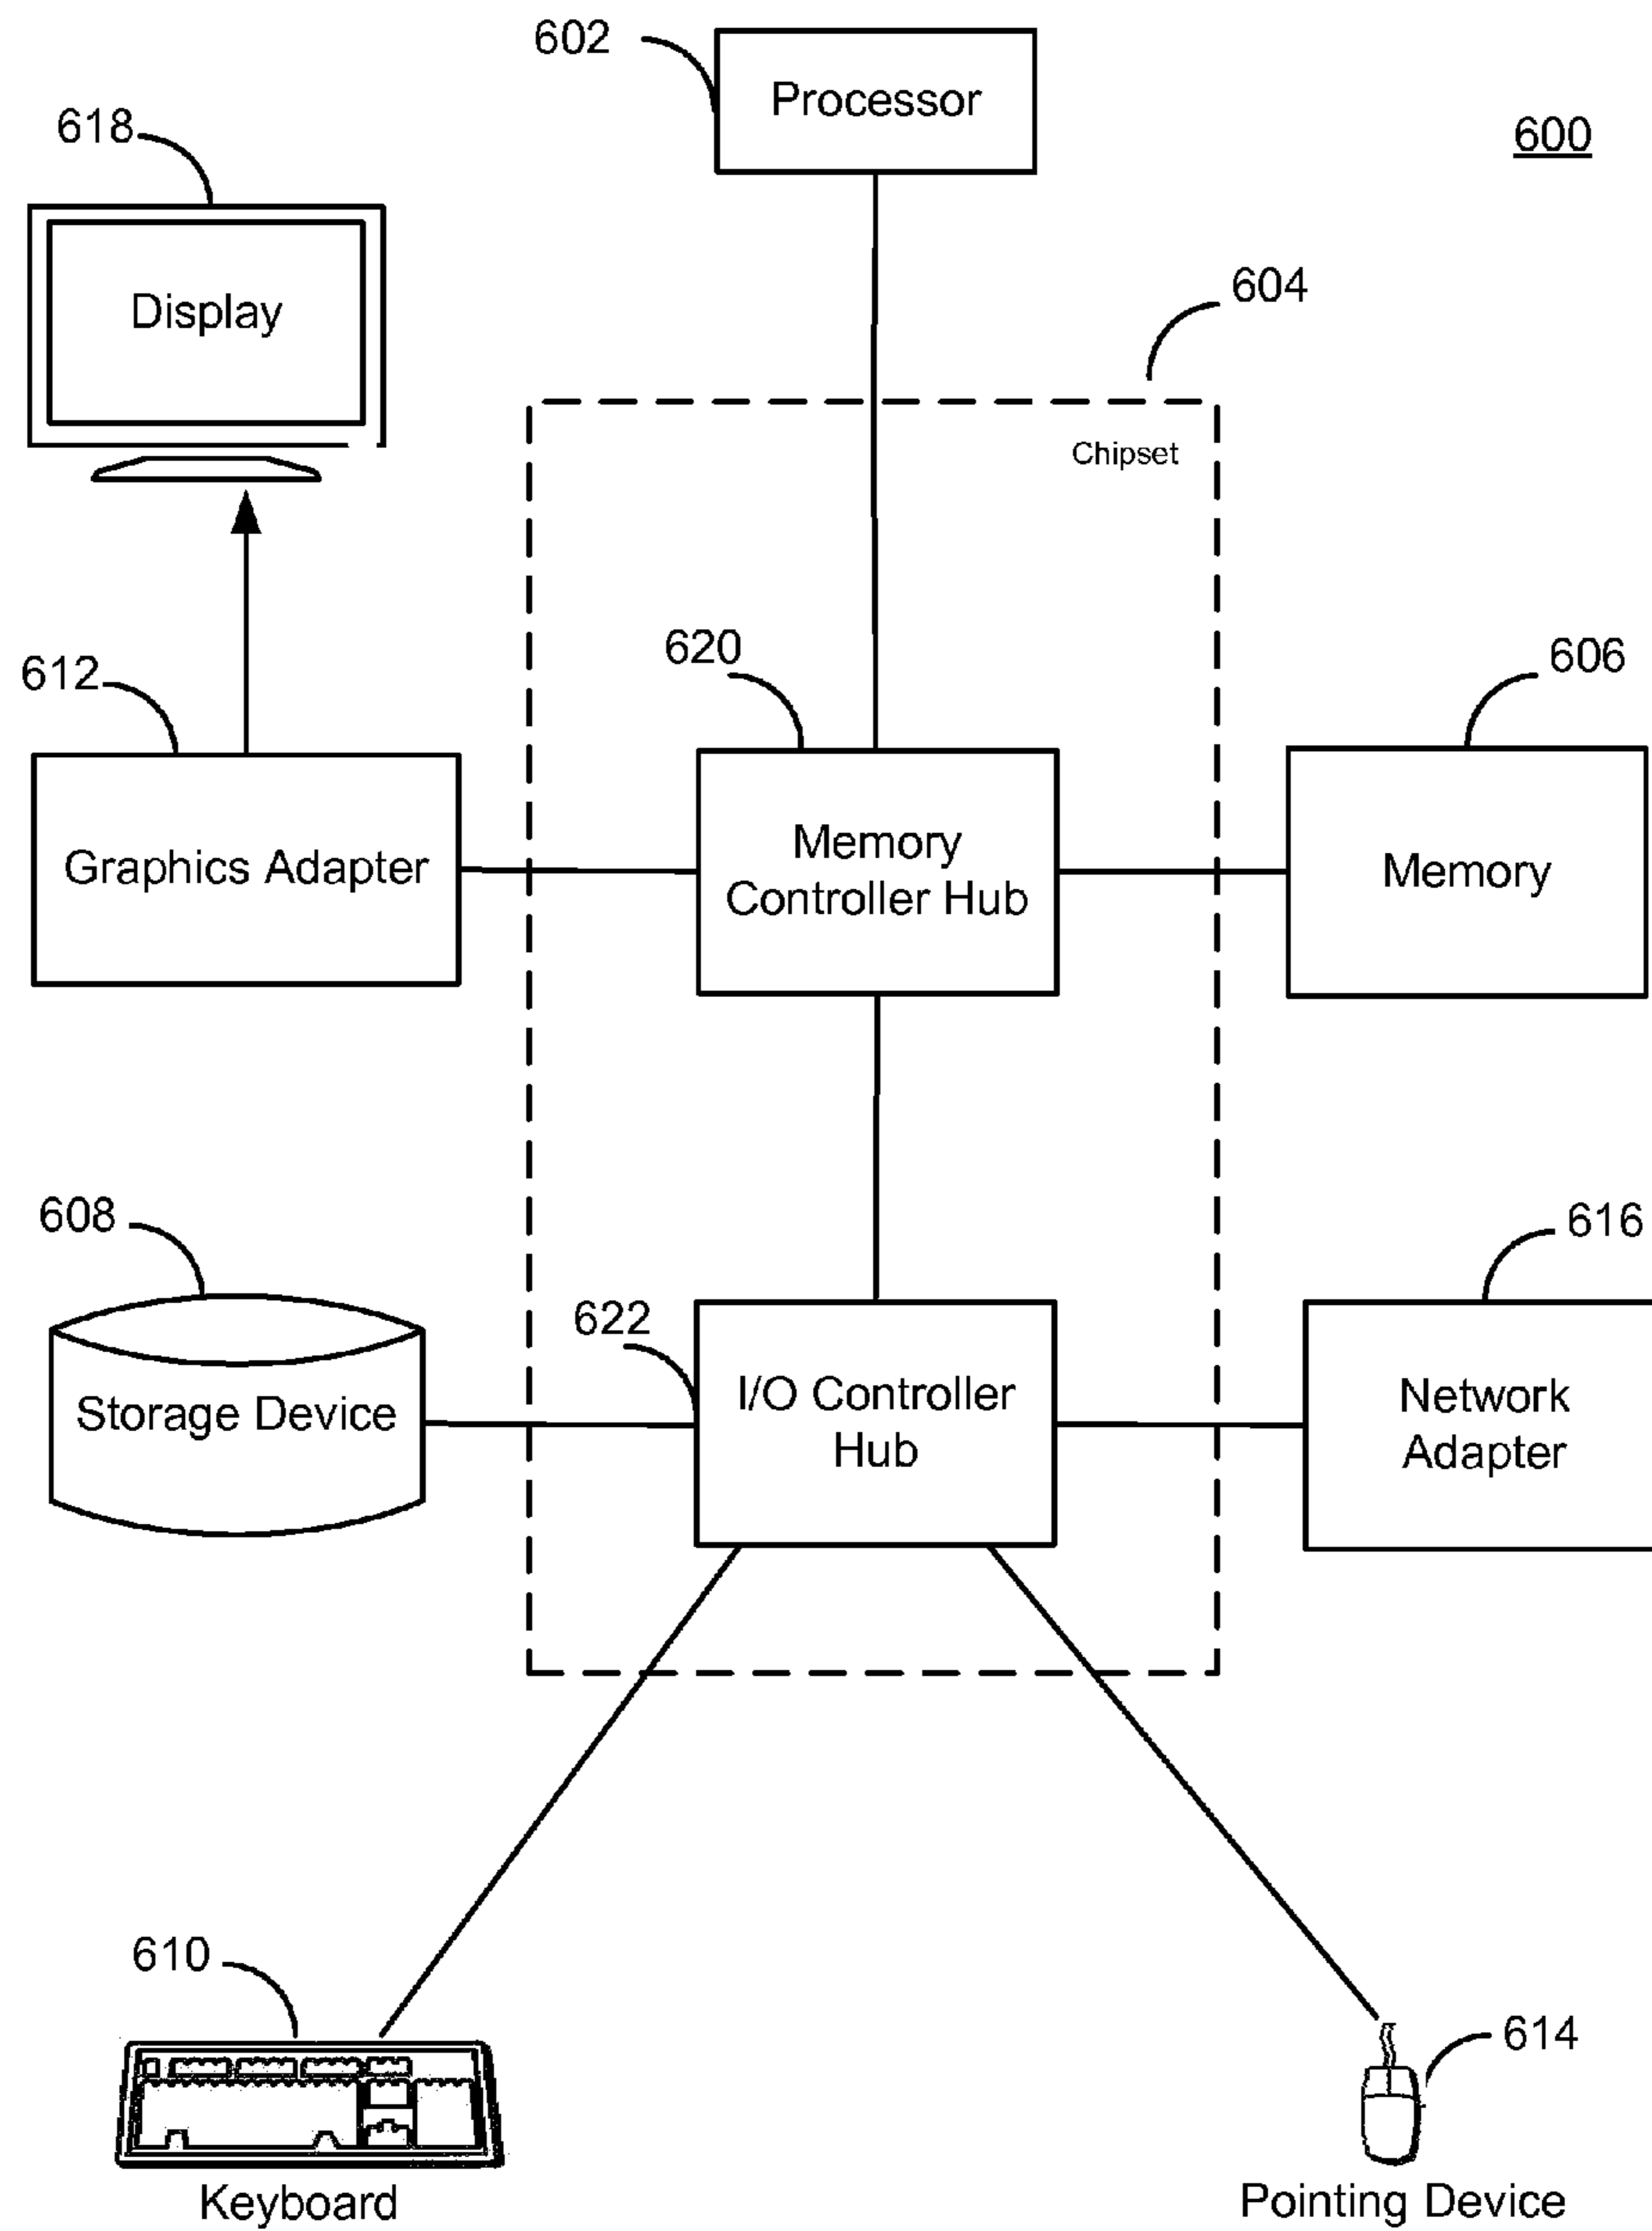 602
Processor
600
618
Display
604
Chipset
620
612
606
Graphics Adapter
Memory
Controller Hub
Memory
608
616
622
Storage Device
I/O Controller
Hub
Network
Adapter
610
614
Keyboard
Pointing Device